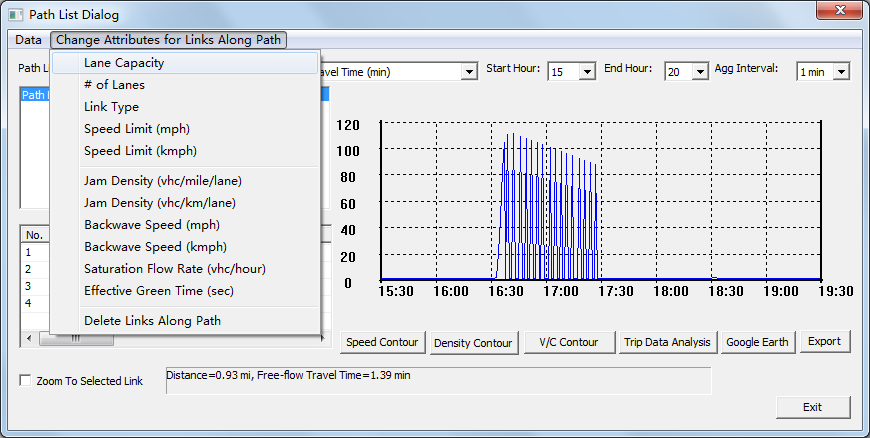 Path List Dialog
Data Change Attributes for Links Along Path
Lane Capacity
# of Lanes
Link Type
Speed Limit (mph)
Speed Limit (kmph)
Jam Density (vhc/mile/lane)
Jam Density (vhc/km/lane)
Backwave Speed (mph)
Backwave Speed (kmph)
Saturation Flow Rate (vhc/hour)
Effective Green Time (sec)
Delete Links Along Path
Path Li
Time (min) Start Hour: 15 End Hour: 20 Agg Interval: 1 min
Path L
No.
1
2
3
4
120
100
80
60
40
20
0
15:30 16:00 16:30 17:00 17:30 18:00 18:30 19:00 19:30
Speed Contour Density Contour V/C Contour Trip Data Analysis Google Earth Export
Zoom To Selected Link Distance=0.93 mi, Free-flow Travel Time=1.39 min
Exit